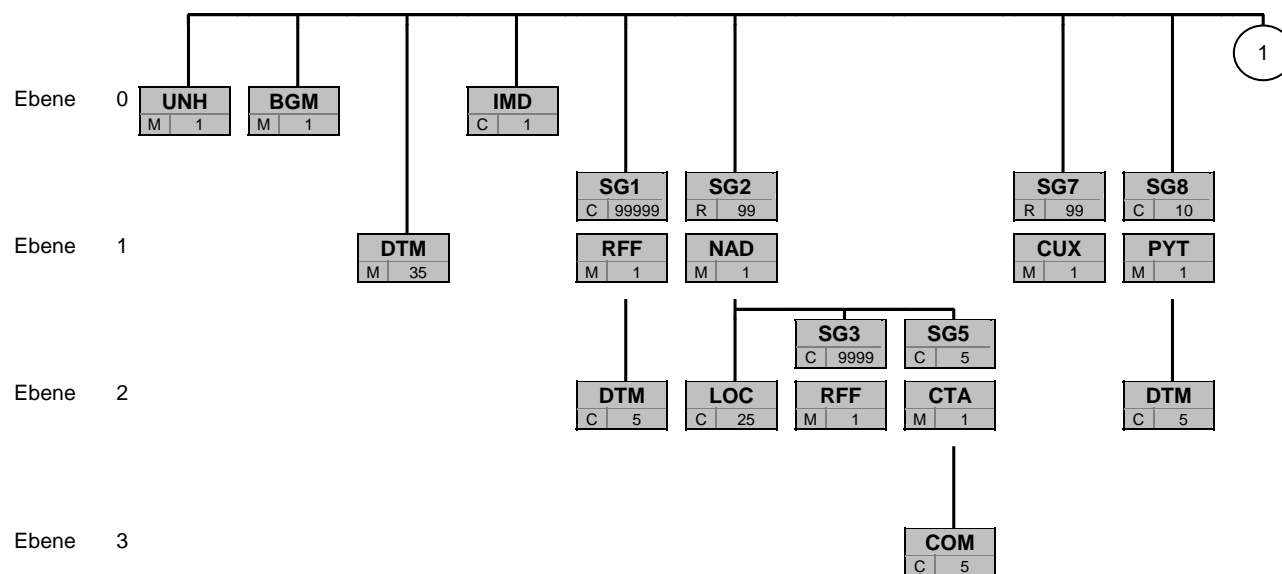 1
Ebene 0 UNH BGM IMD
M 1 M 1 C 1
SG1 SG2 SG7 SG8
C 99999 R 99 R 99 C 10
Ebene 1 DTM RFF NAD CUX PYT
M 35 M 1 M 1 M 1 M 1
SG3 SG5
C 9999 C 5
Ebene 2 DTM LOC RFF CTA DTM
C 5 C 25 M 1 M 1 C 5
Ebene 3 COM
C 5